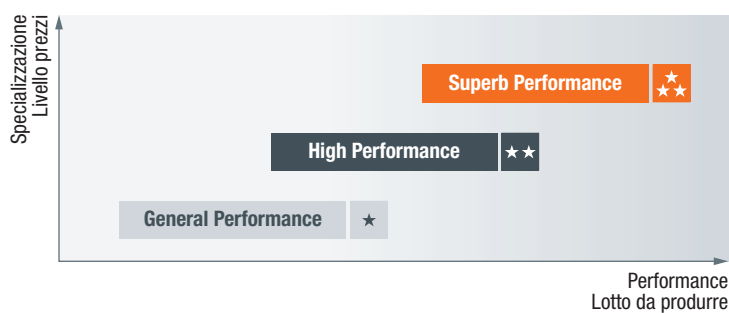 Specializzazione
Livello prezzi
Superb Performance
High Performance
General Performance
Performance
Lotto da produrre